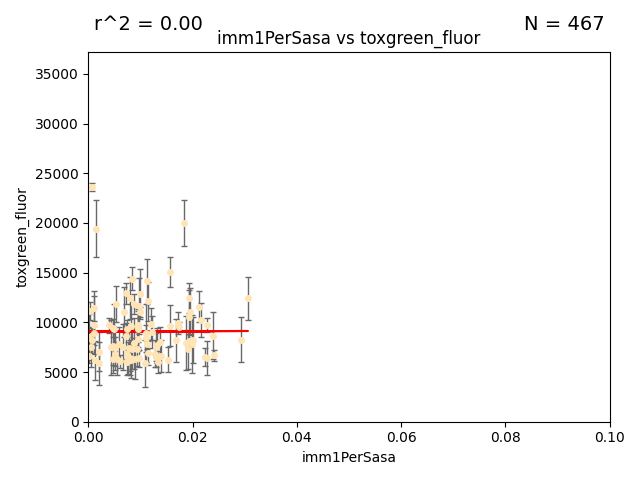 r^2 = 0.00
N = 467
imm1PerSasa vs toxgreen_fluor
35000
30000
25000
20000
15000
10000
5000
0
toxgreen_fluor
0.00
0.02
0.04
0.06
0.08
0.10
imm1PerSasa